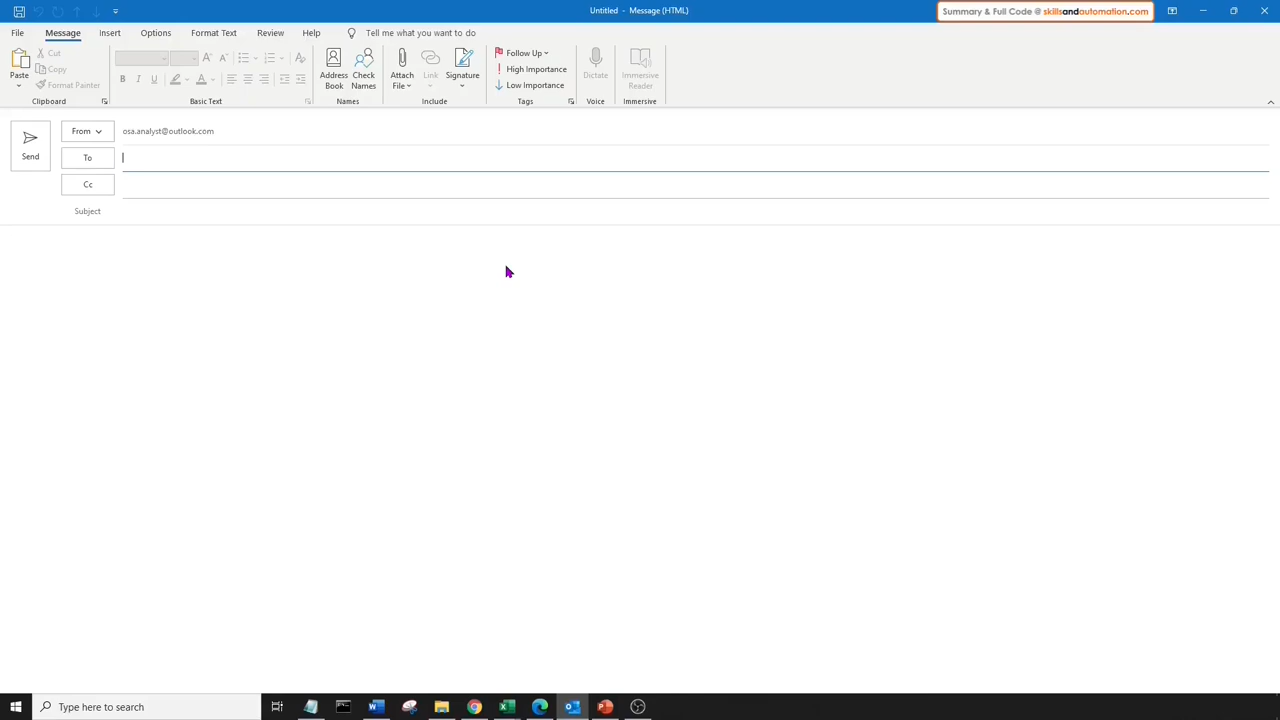 Untitled - Message (HTML)
Summary & Full Code @ skillsandautomation.com
File Message Insert Options Format Text Review Help Tell me what you want to do
Paste
Cut
Copy
Format Painter
Clipboard
B I U A
Basic Text
Address Book
Check Names
Names
Attach File
Link
Signature
Include
Follow Up
High Importance
Low Importance
Tags
Dictate
Voice
Immersive Reader
Immersive
Send
From osa.analyst@outlook.com
To
Cc
Subject
Type here to search